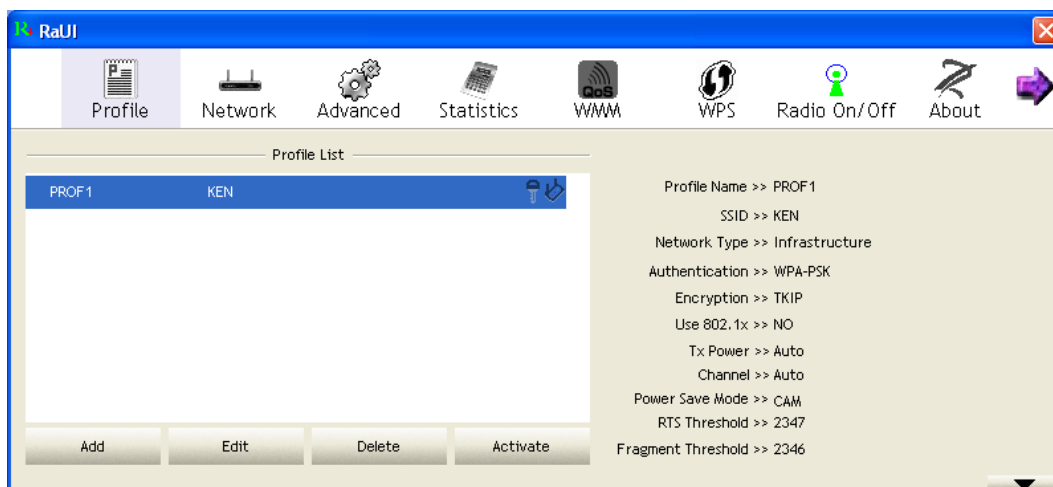 RaUI
Profile Network Advanced Statistics QoS WMM WPS Radio On/Off About
Profile List
PROF1 KEN
Profile Name >> PROF1
SSID >> KEN
Network Type >> Infrastructure
Authentication >> WPA-PSK
Encryption >> TKIP
Use 802.1x >> NO
Tx Power >> Auto
Channel >> Auto
Power Save Mode >> CAM
RTS Threshold >> 2347
Fragment Threshold >> 2346
Add Edit Delete Activate